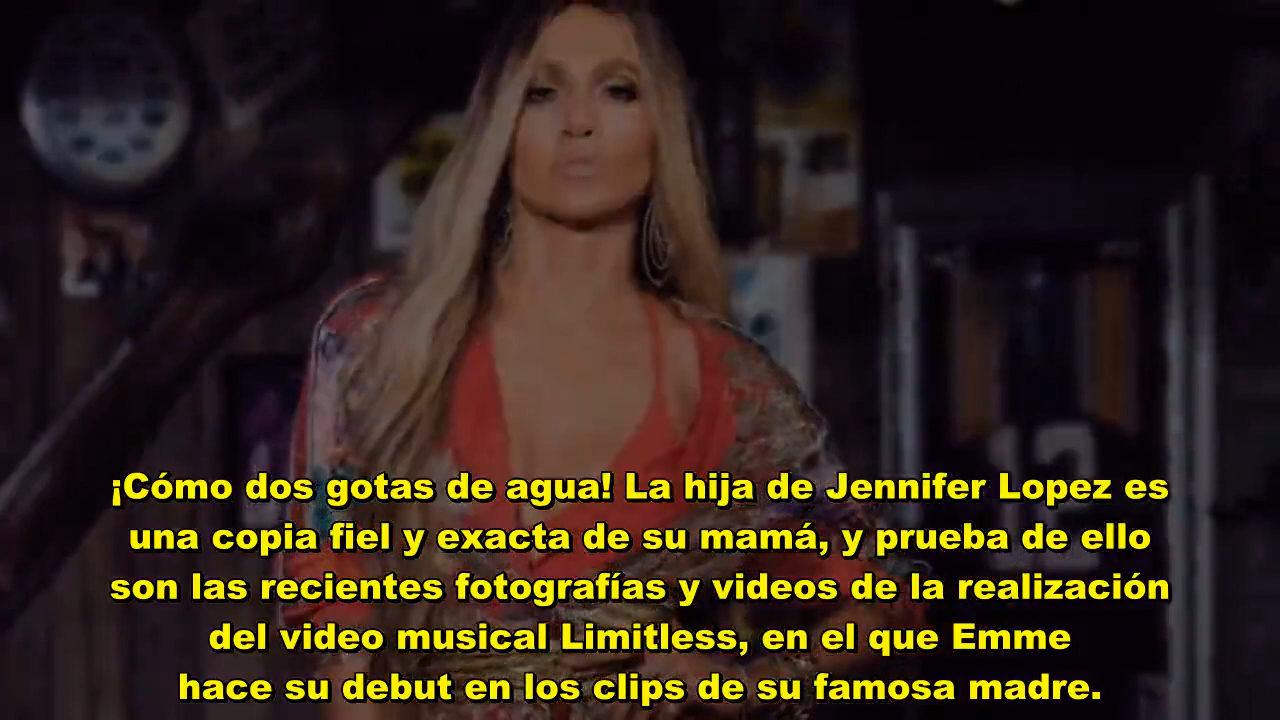 ¡Cómo dos gotas de agua! La hija de Jennifer Lopez es
una copia fiel y exacta de su mamá, y prueba de ello
son las recientes fotografías y videos de la realización
del video musical Limitless, en el que Emme
hace su debut en los clips de su famosa madre.
12